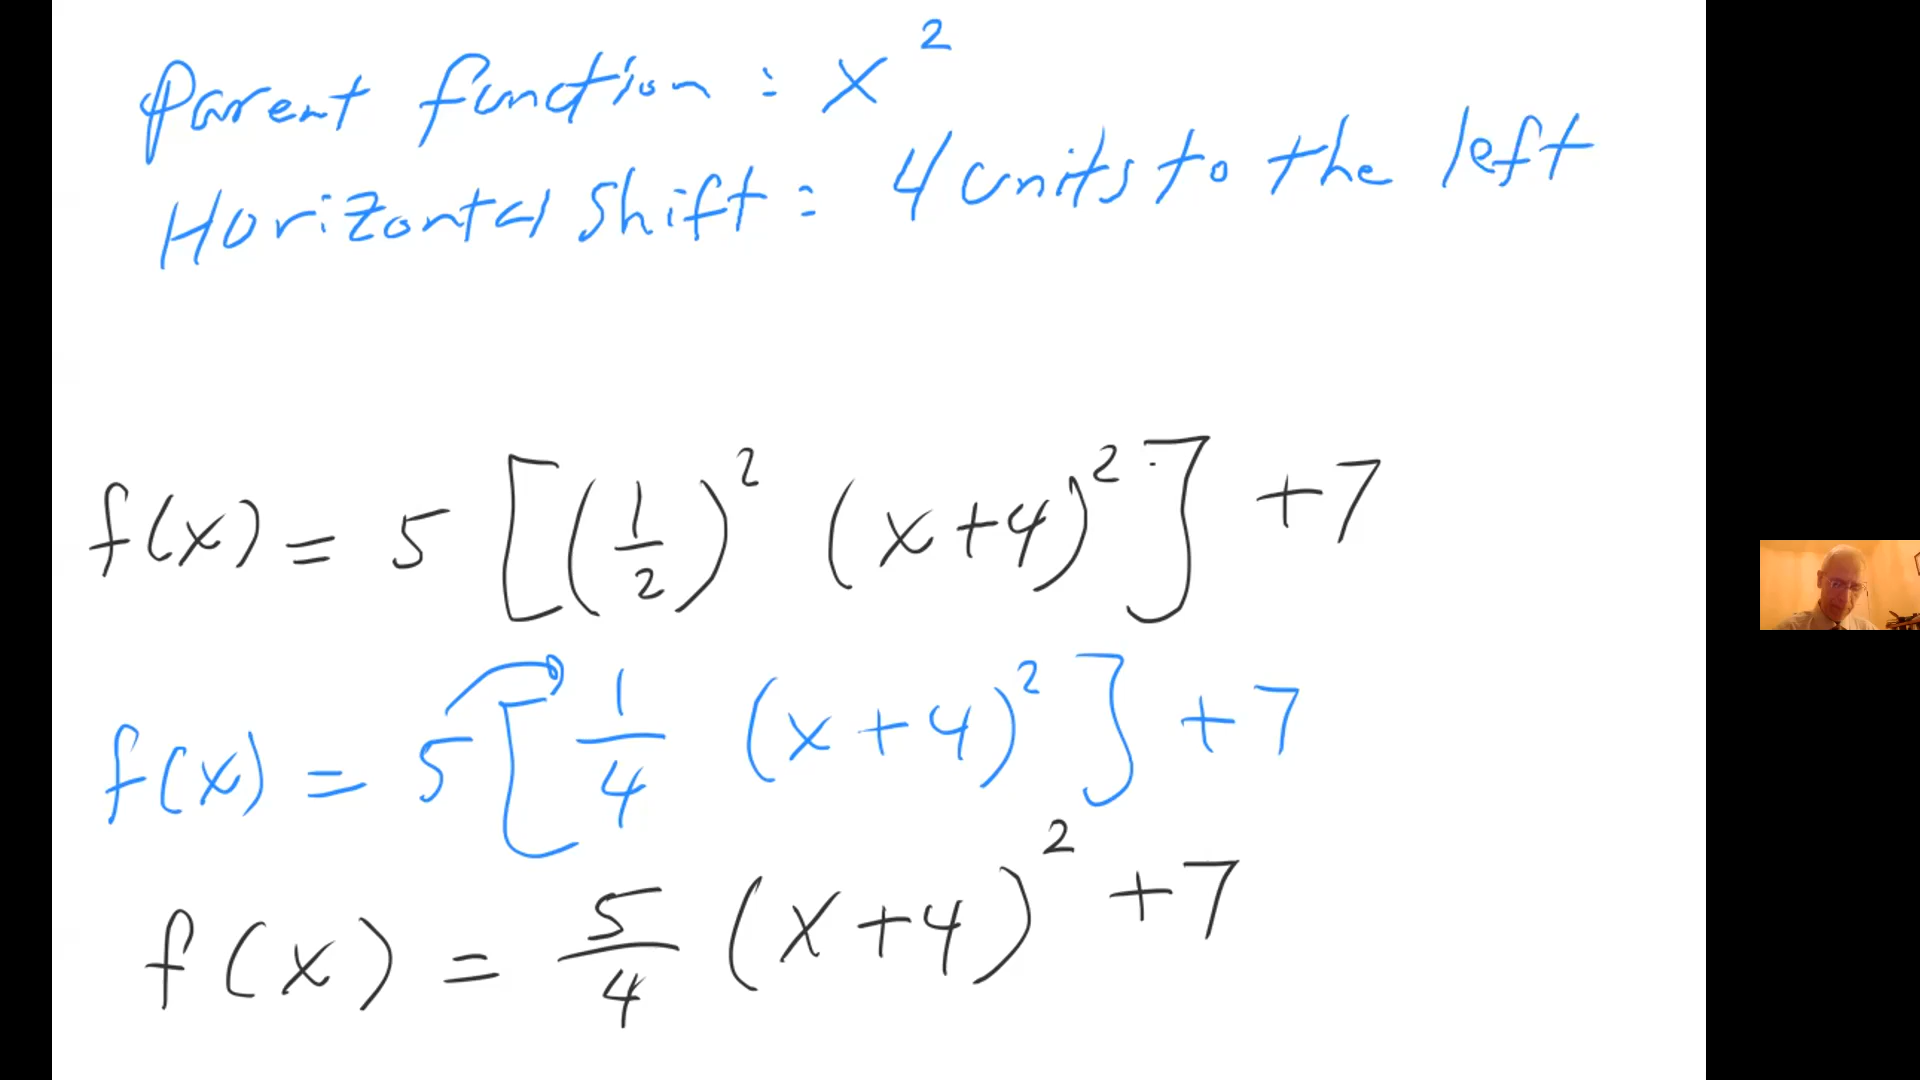 Parent function : x²
Horizontal Shift : 4 units to the left
f(x) = 5 [(1/2)² (x+4)²] +7
f(x) = 5 [1/4 (x+4)²] +7
f(x) = 5/4 (x+4)² +7